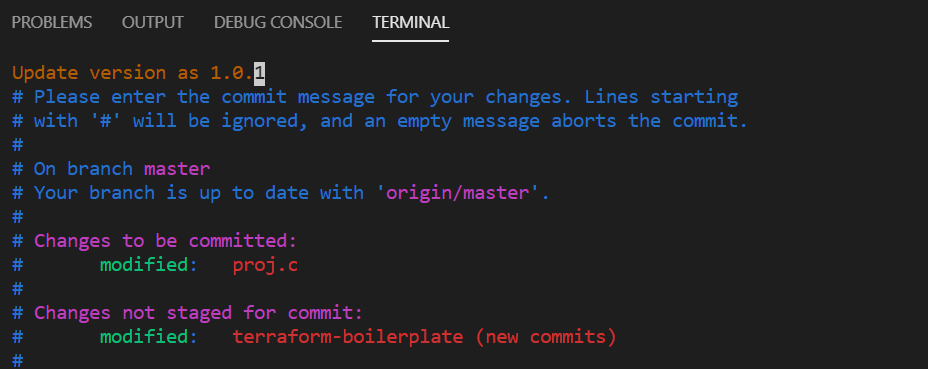 PROBLEMS OUTPUT DEBUG CONSOLE TERMINAL
Update version as 1.0.1
# Please enter the commit message for your changes. Lines starting
# with '#' will be ignored, and an empty message aborts the commit.
#
# On branch master
# Your branch is up to date with 'origin/master'.
#
# Changes to be committed:
#       modified:   proj.c
#
# Changes not staged for commit:
#       modified:   terraform-boilerplate (new commits)
#